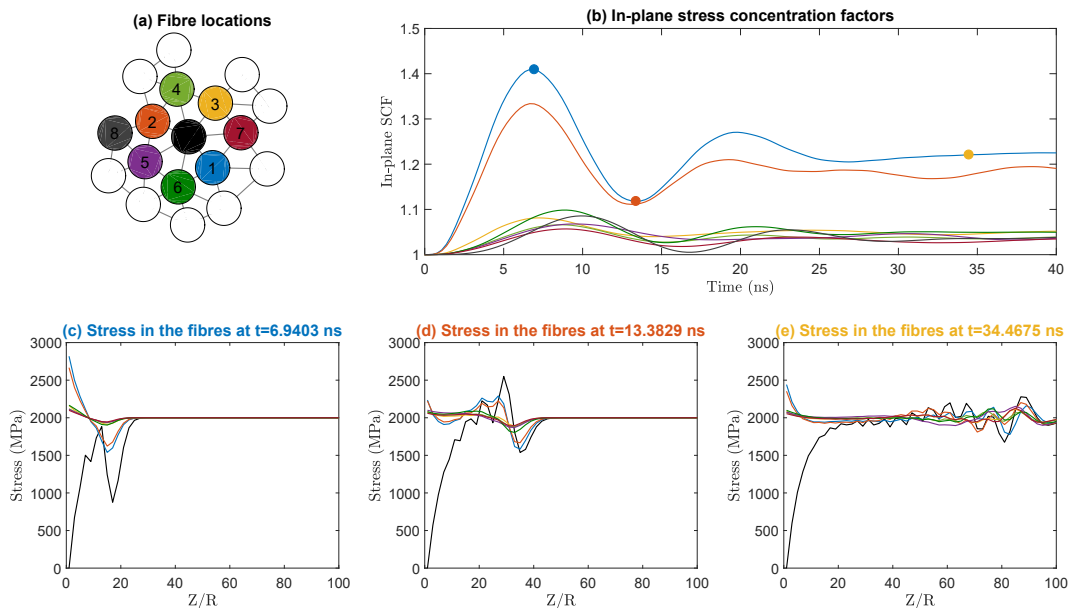 (a) Fibre locations
4
3
2
8
7
5
1
6
(b) In-plane stress concentration factors
In-plane SCF
1.5
1.4
1.3
1.2
1.1
1
0 5 10 15 20 25 30 35 40
Time (ns)
(c) Stress in the fibres at t=6.9403 ns
Stress (MPa)
3000
2500
2000
1500
1000
500
0
0 20 40 60 80 100
Z/R
(d) Stress in the fibres at t=13.3829 ns
Stress (MPa)
3000
2500
2000
1500
1000
500
0
0 20 40 60 80 100
Z/R
(e) Stress in the fibres at t=34.4675 ns
Stress (MPa)
3000
2500
2000
1500
1000
500
0
0 20 40 60 80 100
Z/R